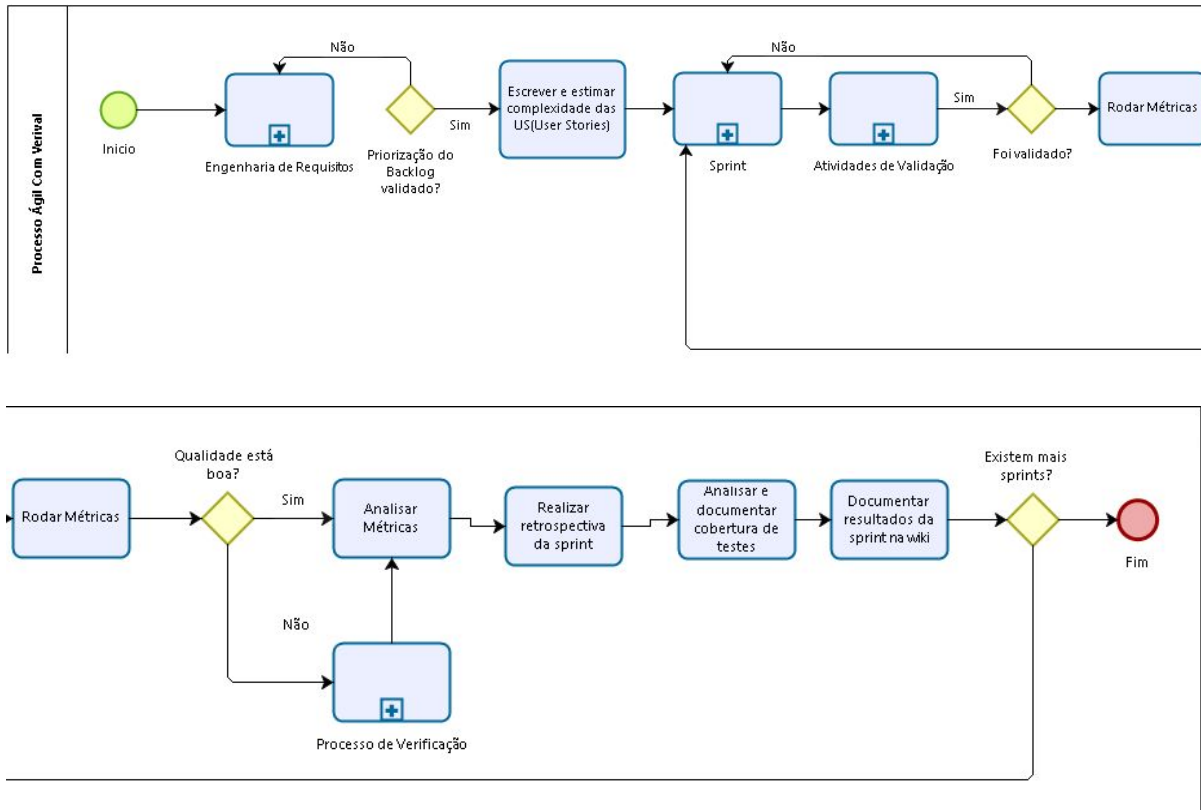 Processo Ágil Com Verival
Inicio
Engenharia de Requisitos
Não
Priorização do
Backlog
validado?
Sim
Escrever e estimar
complexidade das
US(User Stories)
Sprint
Não
Atividades de Validação
Sim
Foi validado?
Rodar Métricas
Rodar Métricas
Qualidade está
boa?
Sim
Não
Analisar
Métricas
Processo de Verificação
Realizar
retrospectiva
da sprint
Analisar e
documentar
cobertura de
testes
Documentar
resultados da
sprint na wiki
Existem mais
sprints?
Fim